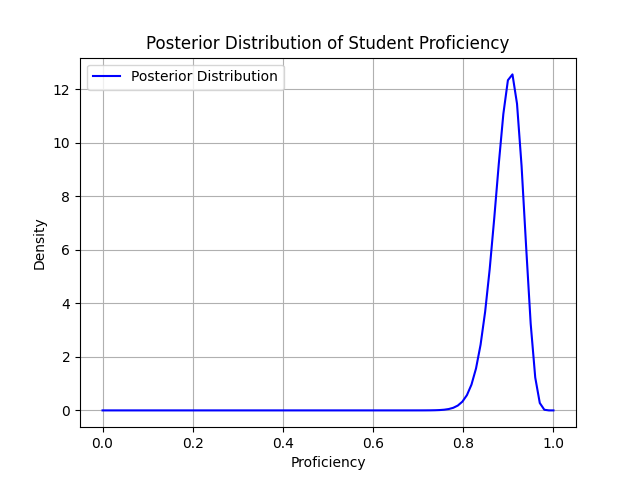 Posterior Distribution of Student Proficiency
Posterior Distribution
12
10
8
6
4
2
0
Density
0.0 0.2 0.4 0.6 0.8 1.0
Proficiency